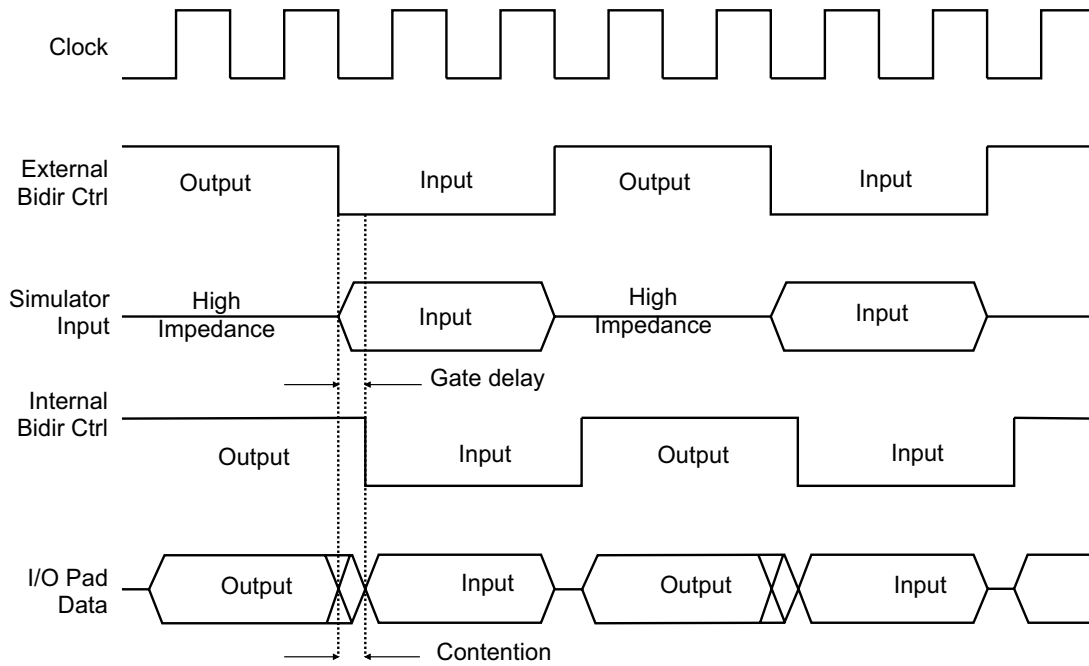 Clock
External
Bidir Ctrl
Output
Input
Output
Input
Simulator
Input
High
Impedance
Input
High
Impedance
Input
Gate delay
Internal
Bidir Ctrl
Output
Input
Output
Input
I/O Pad
Data
Output
Input
Output
Input
Contention